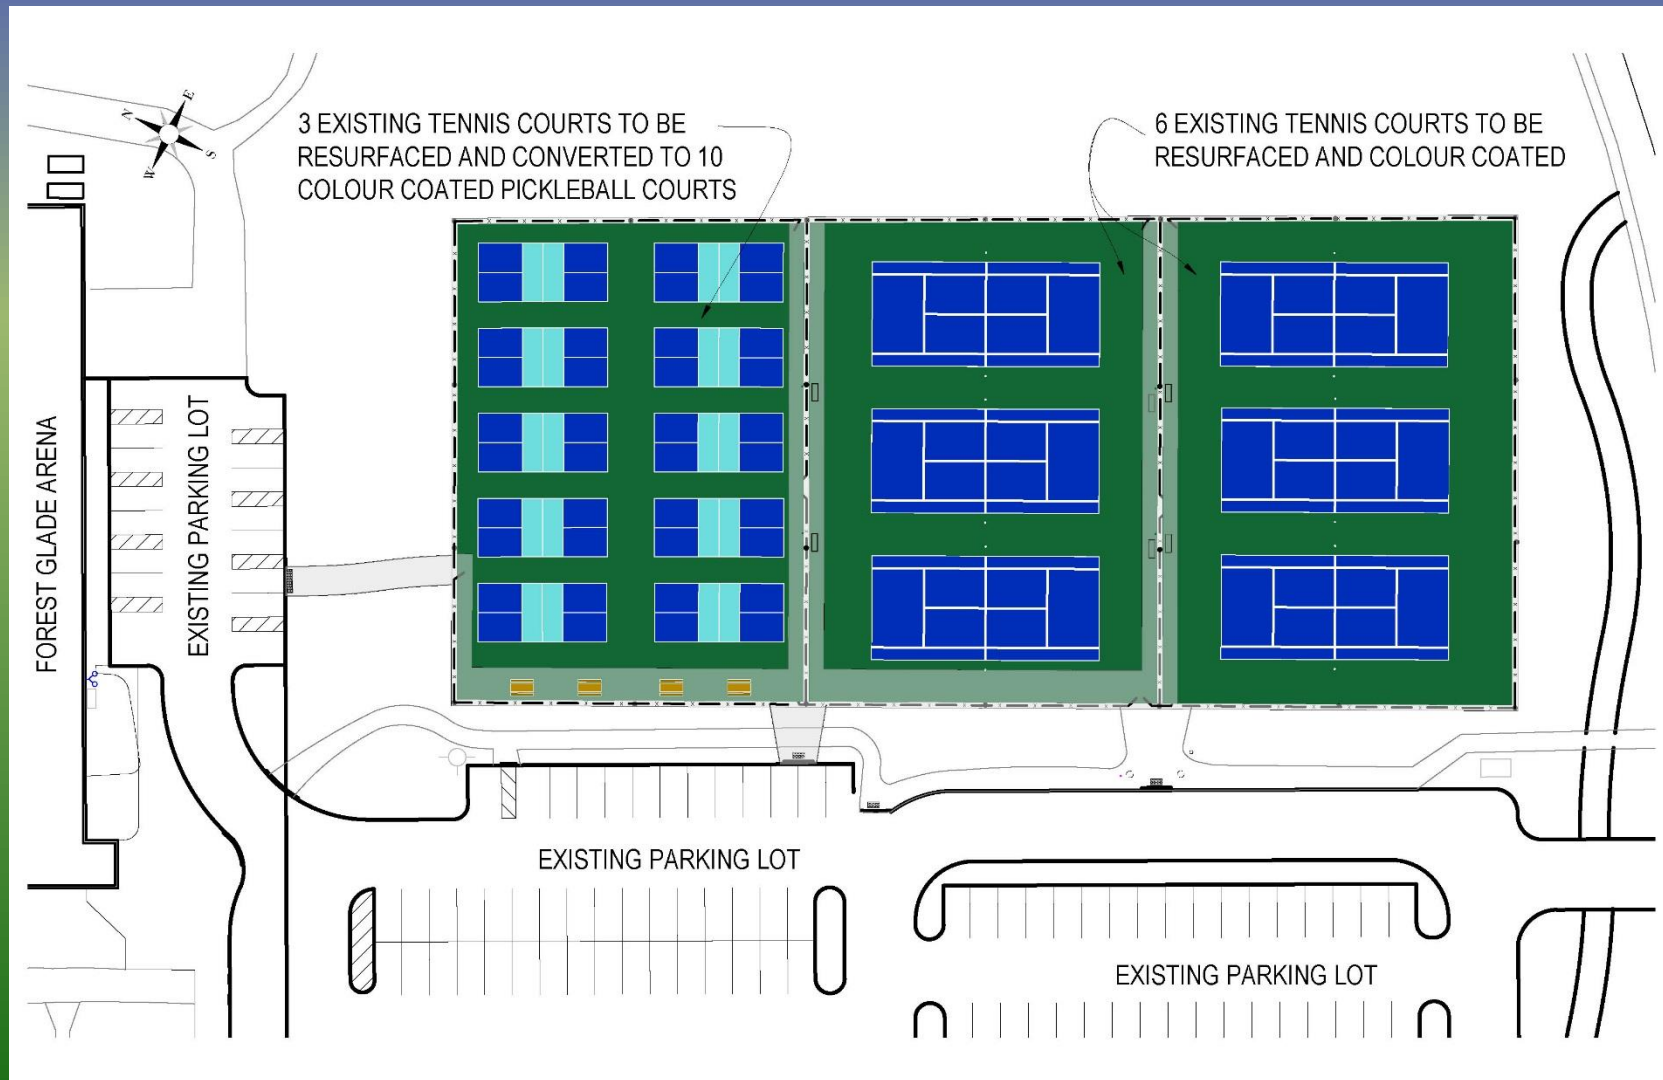 E
N
S
W
3 EXISTING TENNIS COURTS TO BE
RESURFACED AND CONVERTED TO 10
COLOUR COATED PICKLEBALL COURTS
6 EXISTING TENNIS COURTS TO BE
RESURFACED AND COLOUR COATED
FOREST GLADE ARENA
EXISTING PARKING LOT
EXISTING PARKING LOT
EXISTING PARKING LOT